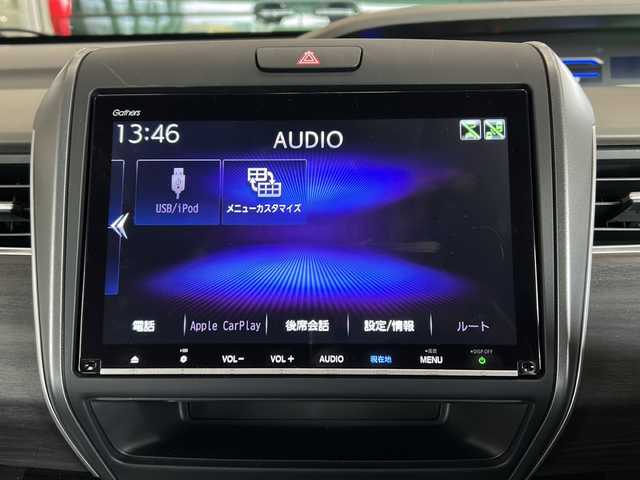 Gathers
13:46
AUDIO
USB/iPod
メニューカスタマイズ
電話 Apple CarPlay 後席会話 設定/情報 ルート
VOL− VOL+ AUDIO 現在地 MENU
•DISP OFF